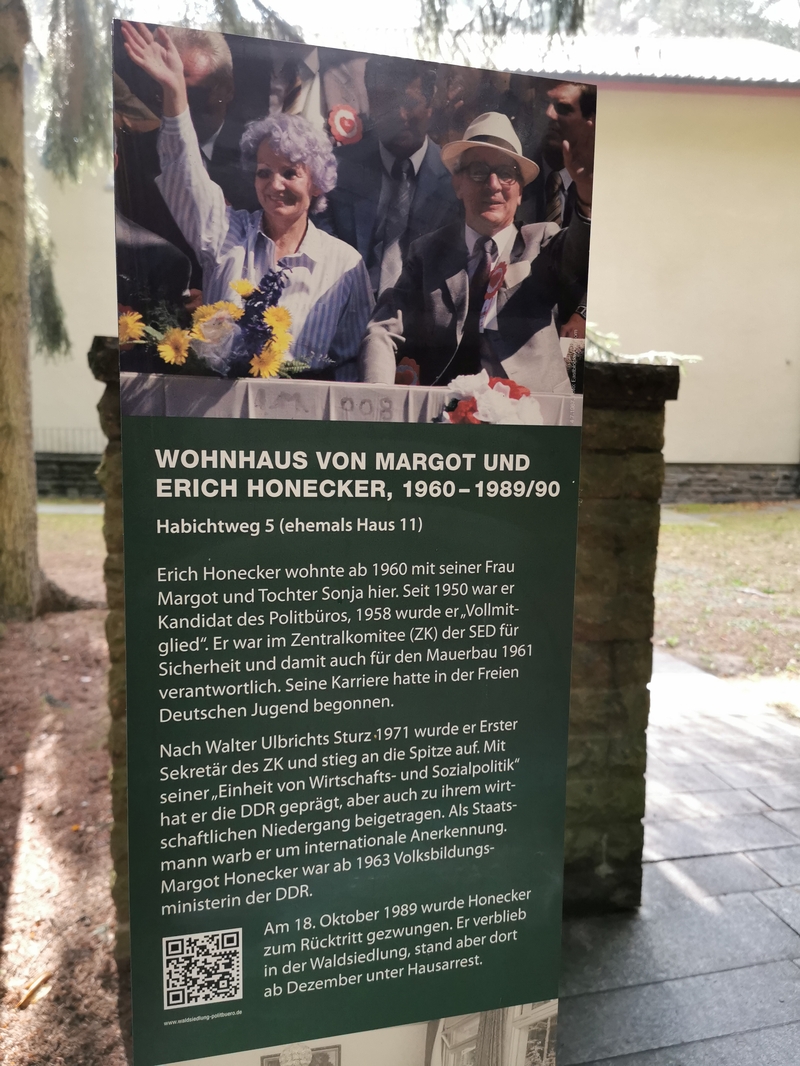 WOHNHAUS VON MARGOT UND
ERICH HONECKER, 1960–1989/90
Habichtweg 5 (ehemals Haus 11)
Erich Honecker wohnte ab 1960 mit seiner Frau
Margot und Tochter Sonja hier. Seit 1950 war er
Kandidat des Politbüros, 1958 wurde er „Vollmit-
glied“. Er war im Zentralkomitee (ZK) der SED für
Sicherheit und damit auch für den Mauerbau 1961
verantwortlich. Seine Karriere hatte in der Freien
Deutschen Jugend begonnen.
Nach Walter Ulbrichts Sturz 1971 wurde er Erster
Sekretär des ZK und stieg an die Spitze auf. Mit
seiner „Einheit von Wirtschafts- und Sozialpolitik“
hat er die DDR geprägt, aber auch zu ihrem wirt-
schaftlichen Niedergang beigetragen. Als Staats-
mann warb er um internationale Anerkennung.
Margot Honecker war ab 1963 Volksbildungs-
ministerin der DDR.
Am 18. Oktober 1989 wurde Honecker
zum Rücktritt gezwungen. Er verblieb
in der Waldsiedlung, stand aber dort
ab Dezember unter Hausarrest.
www.waldsiedlung-politbuero.de